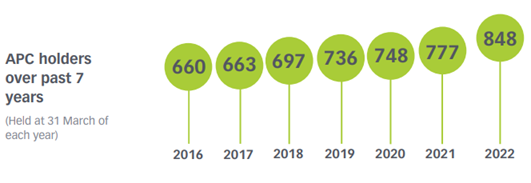 APC holders
over past 7
years
(Held at 31 March of
each year)
660 663 697 736 748 777 848
2016 2017 2018 2019 2020 2021 2022